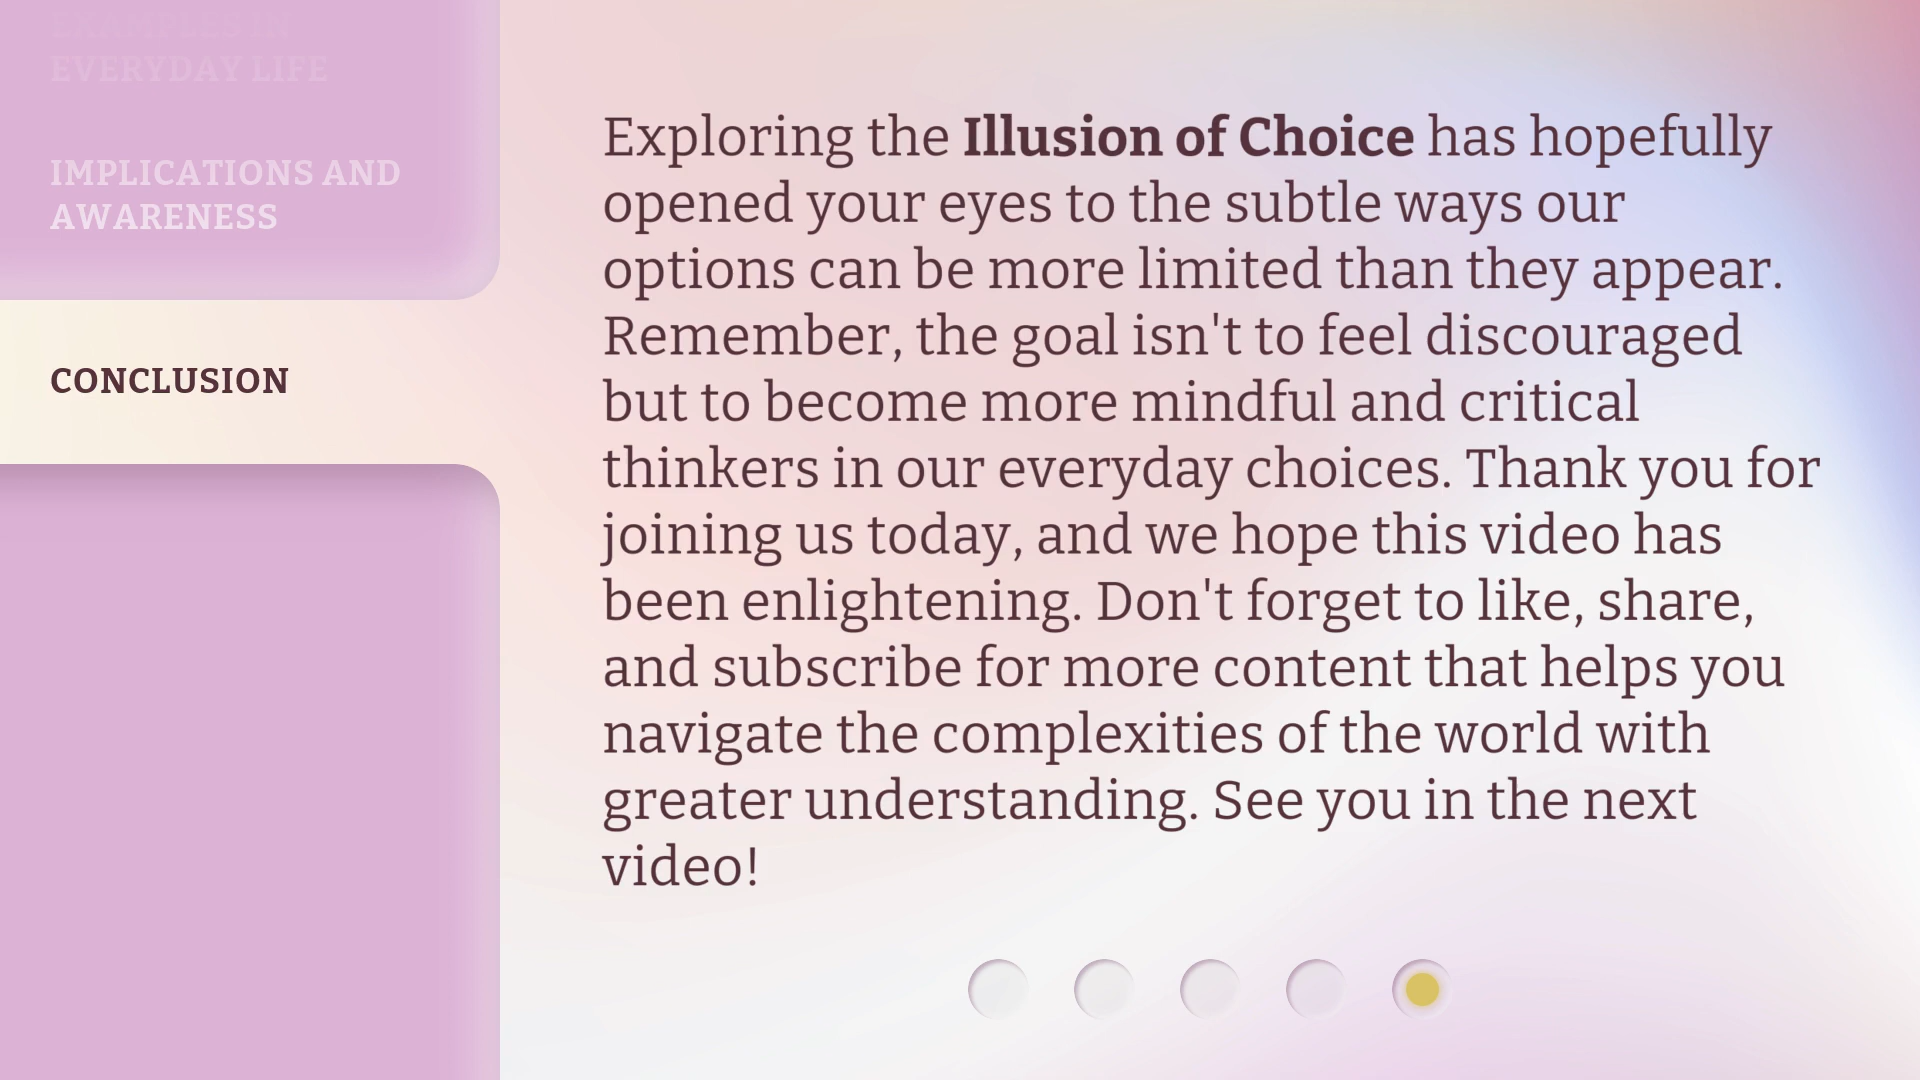 EXAMPLES IN
EVERYDAY LIFE
IMPLICATIONS AND
AWARENESS
CONCLUSION
Exploring the Illusion of Choice has hopefully
opened your eyes to the subtle ways our
options can be more limited than they appear.
Remember, the goal isn't to feel discouraged
but to become more mindful and critical
thinkers in our everyday choices. Thank you for
joining us today, and we hope this video has
been enlightening. Don't forget to like, share,
and subscribe for more content that helps you
navigate the complexities of the world with
greater understanding. See you in the next
video!